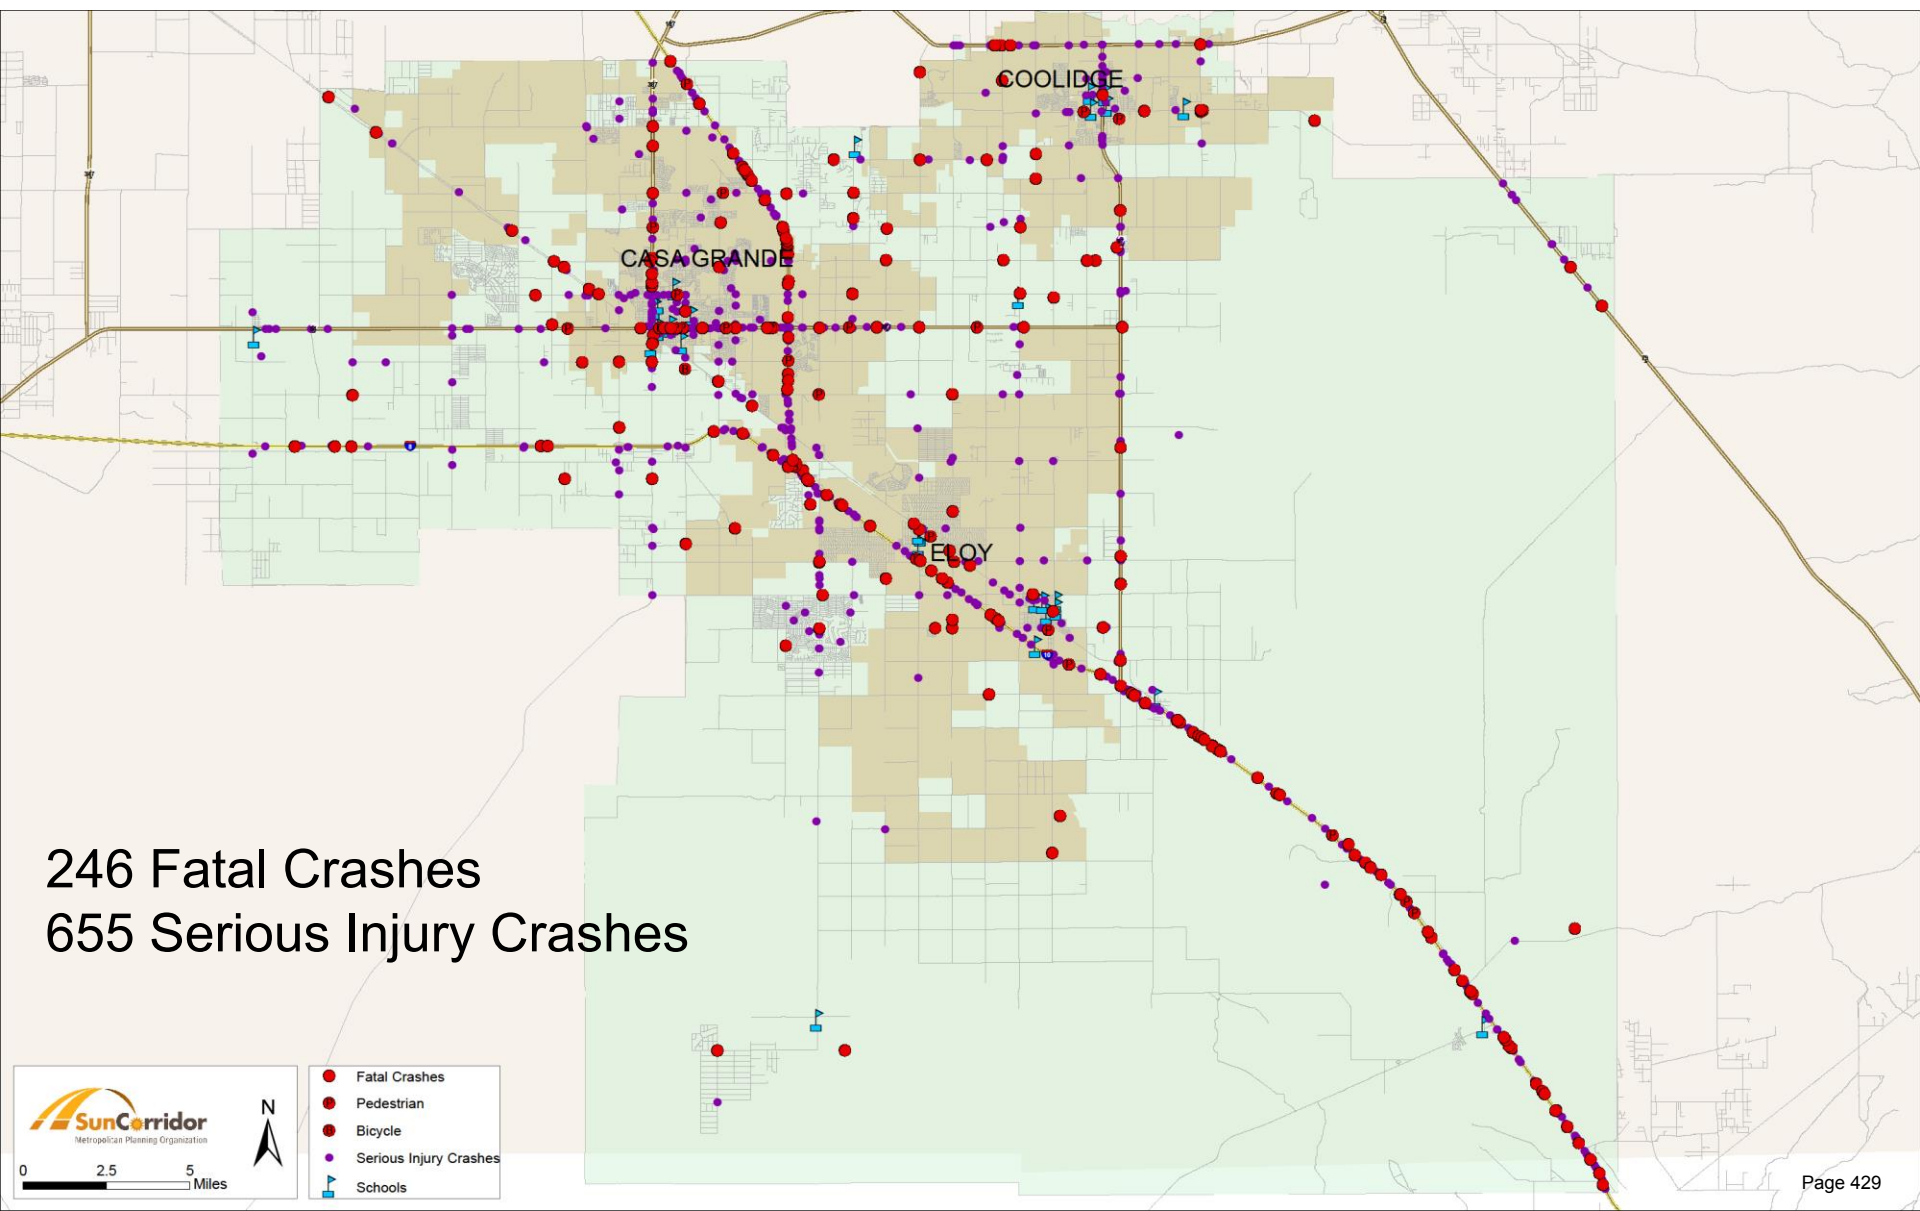 COOLIDGE
CASA GRANDE
ELOY
246 Fatal Crashes
655 Serious Injury Crashes
SunCorridor
Metropolitan Planning Organization
N
0 2.5 5
Miles
Fatal Crashes
P Pedestrian
B Bicycle
Serious Injury Crashes
Schools
Page 429